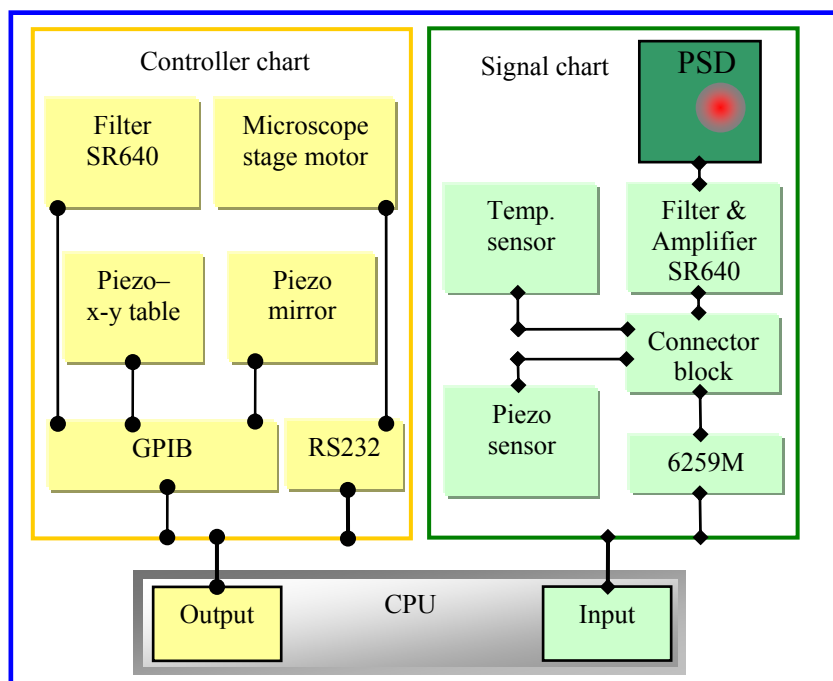 Controller chart
Filter
SR640
Microscope
stage motor
Piezo–
x-y table
Piezo
mirror
GPIB
RS232
Signal chart
PSD
Temp.
sensor
Filter &
Amplifier
SR640
Connector
block
Piezo
sensor
6259M
Output
CPU
Input